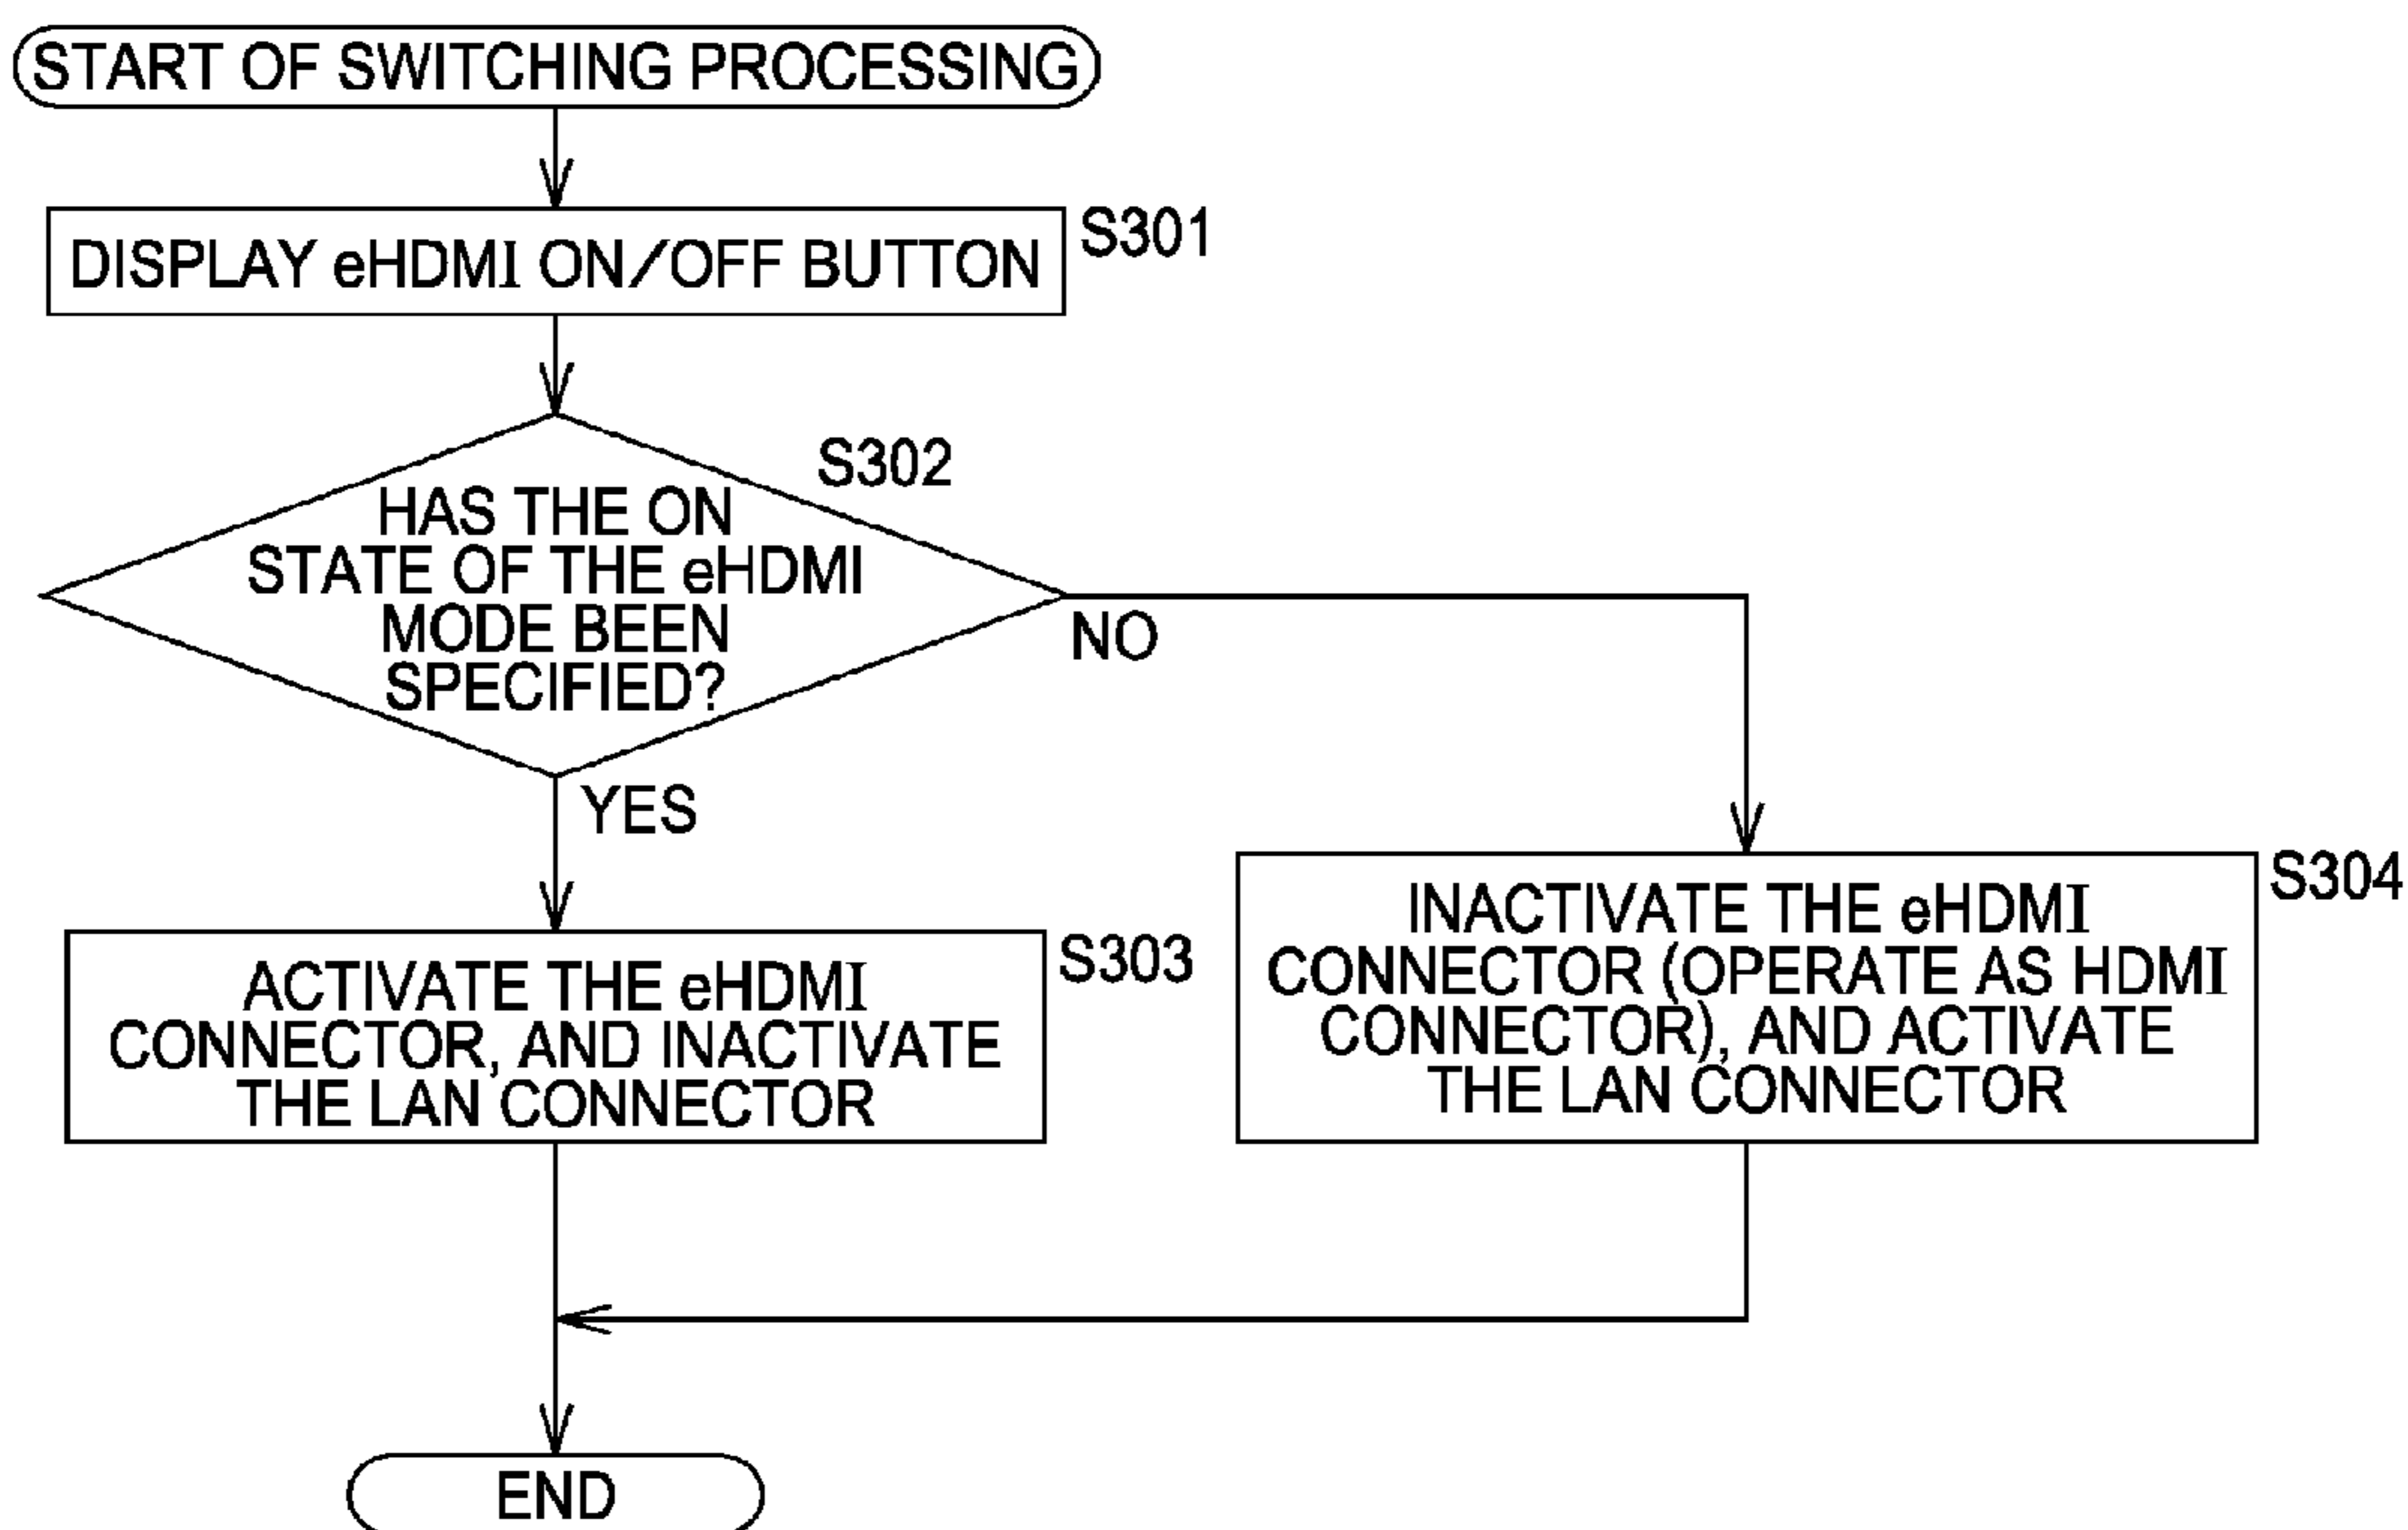 START OF SWITCHING PROCESSING
DISPLAY eHDMI ON/OFF BUTTON
S301
S302
HAS THE ON
STATE OF THE eHDMI
MODE BEEN
SPECIFIED?
NO
YES
S303
ACTIVATE THE eHDMI
CONNECTOR, AND INACTIVATE
THE LAN CONNECTOR
S304
INACTIVATE THE eHDMI
CONNECTOR (OPERATE AS HDMI
CONNECTOR), AND ACTIVATE
THE LAN CONNECTOR
END